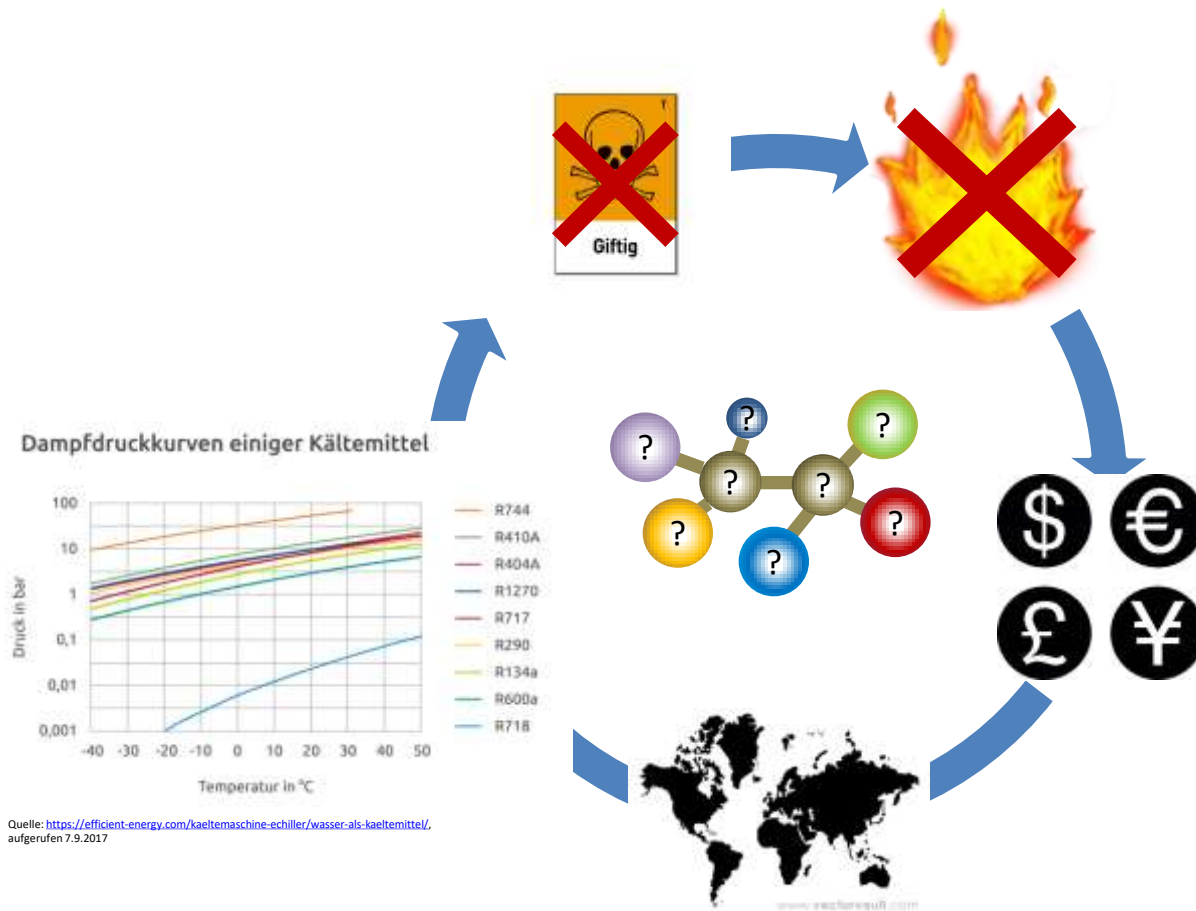 Giftig
?
?
?
?
?
?
?
?
$
€
£
¥
Dampfdruckkurven einiger Kältemittel
100
10
1
0,1
0,01
0,001
Druck in bar
-40 -30 -20 -10 0 10 20 30 40 50
Temperatur in °C
R744
R410A
R404A
R1270
R717
R290
R134a
R600a
R718
Quelle: https://efficient-energy.com/kaeltemaschine-echiller/wasser-als-kaeltemittel/,
aufgerufen 7.9.2017